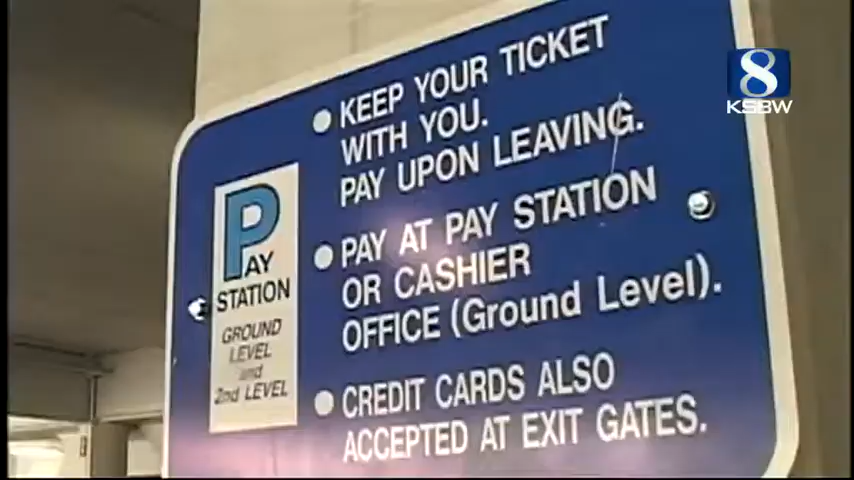 8
KSBW
KEEP YOUR TICKET
WITH YOU.
PAY UPON LEAVING.
PAY AT PAY STATION
OR CASHIER
OFFICE (Ground Level).
CREDIT CARDS ALSO
ACCEPTED AT EXIT GATES.
PAY
STATION
GROUND
LEVEL
and
2nd LEVEL